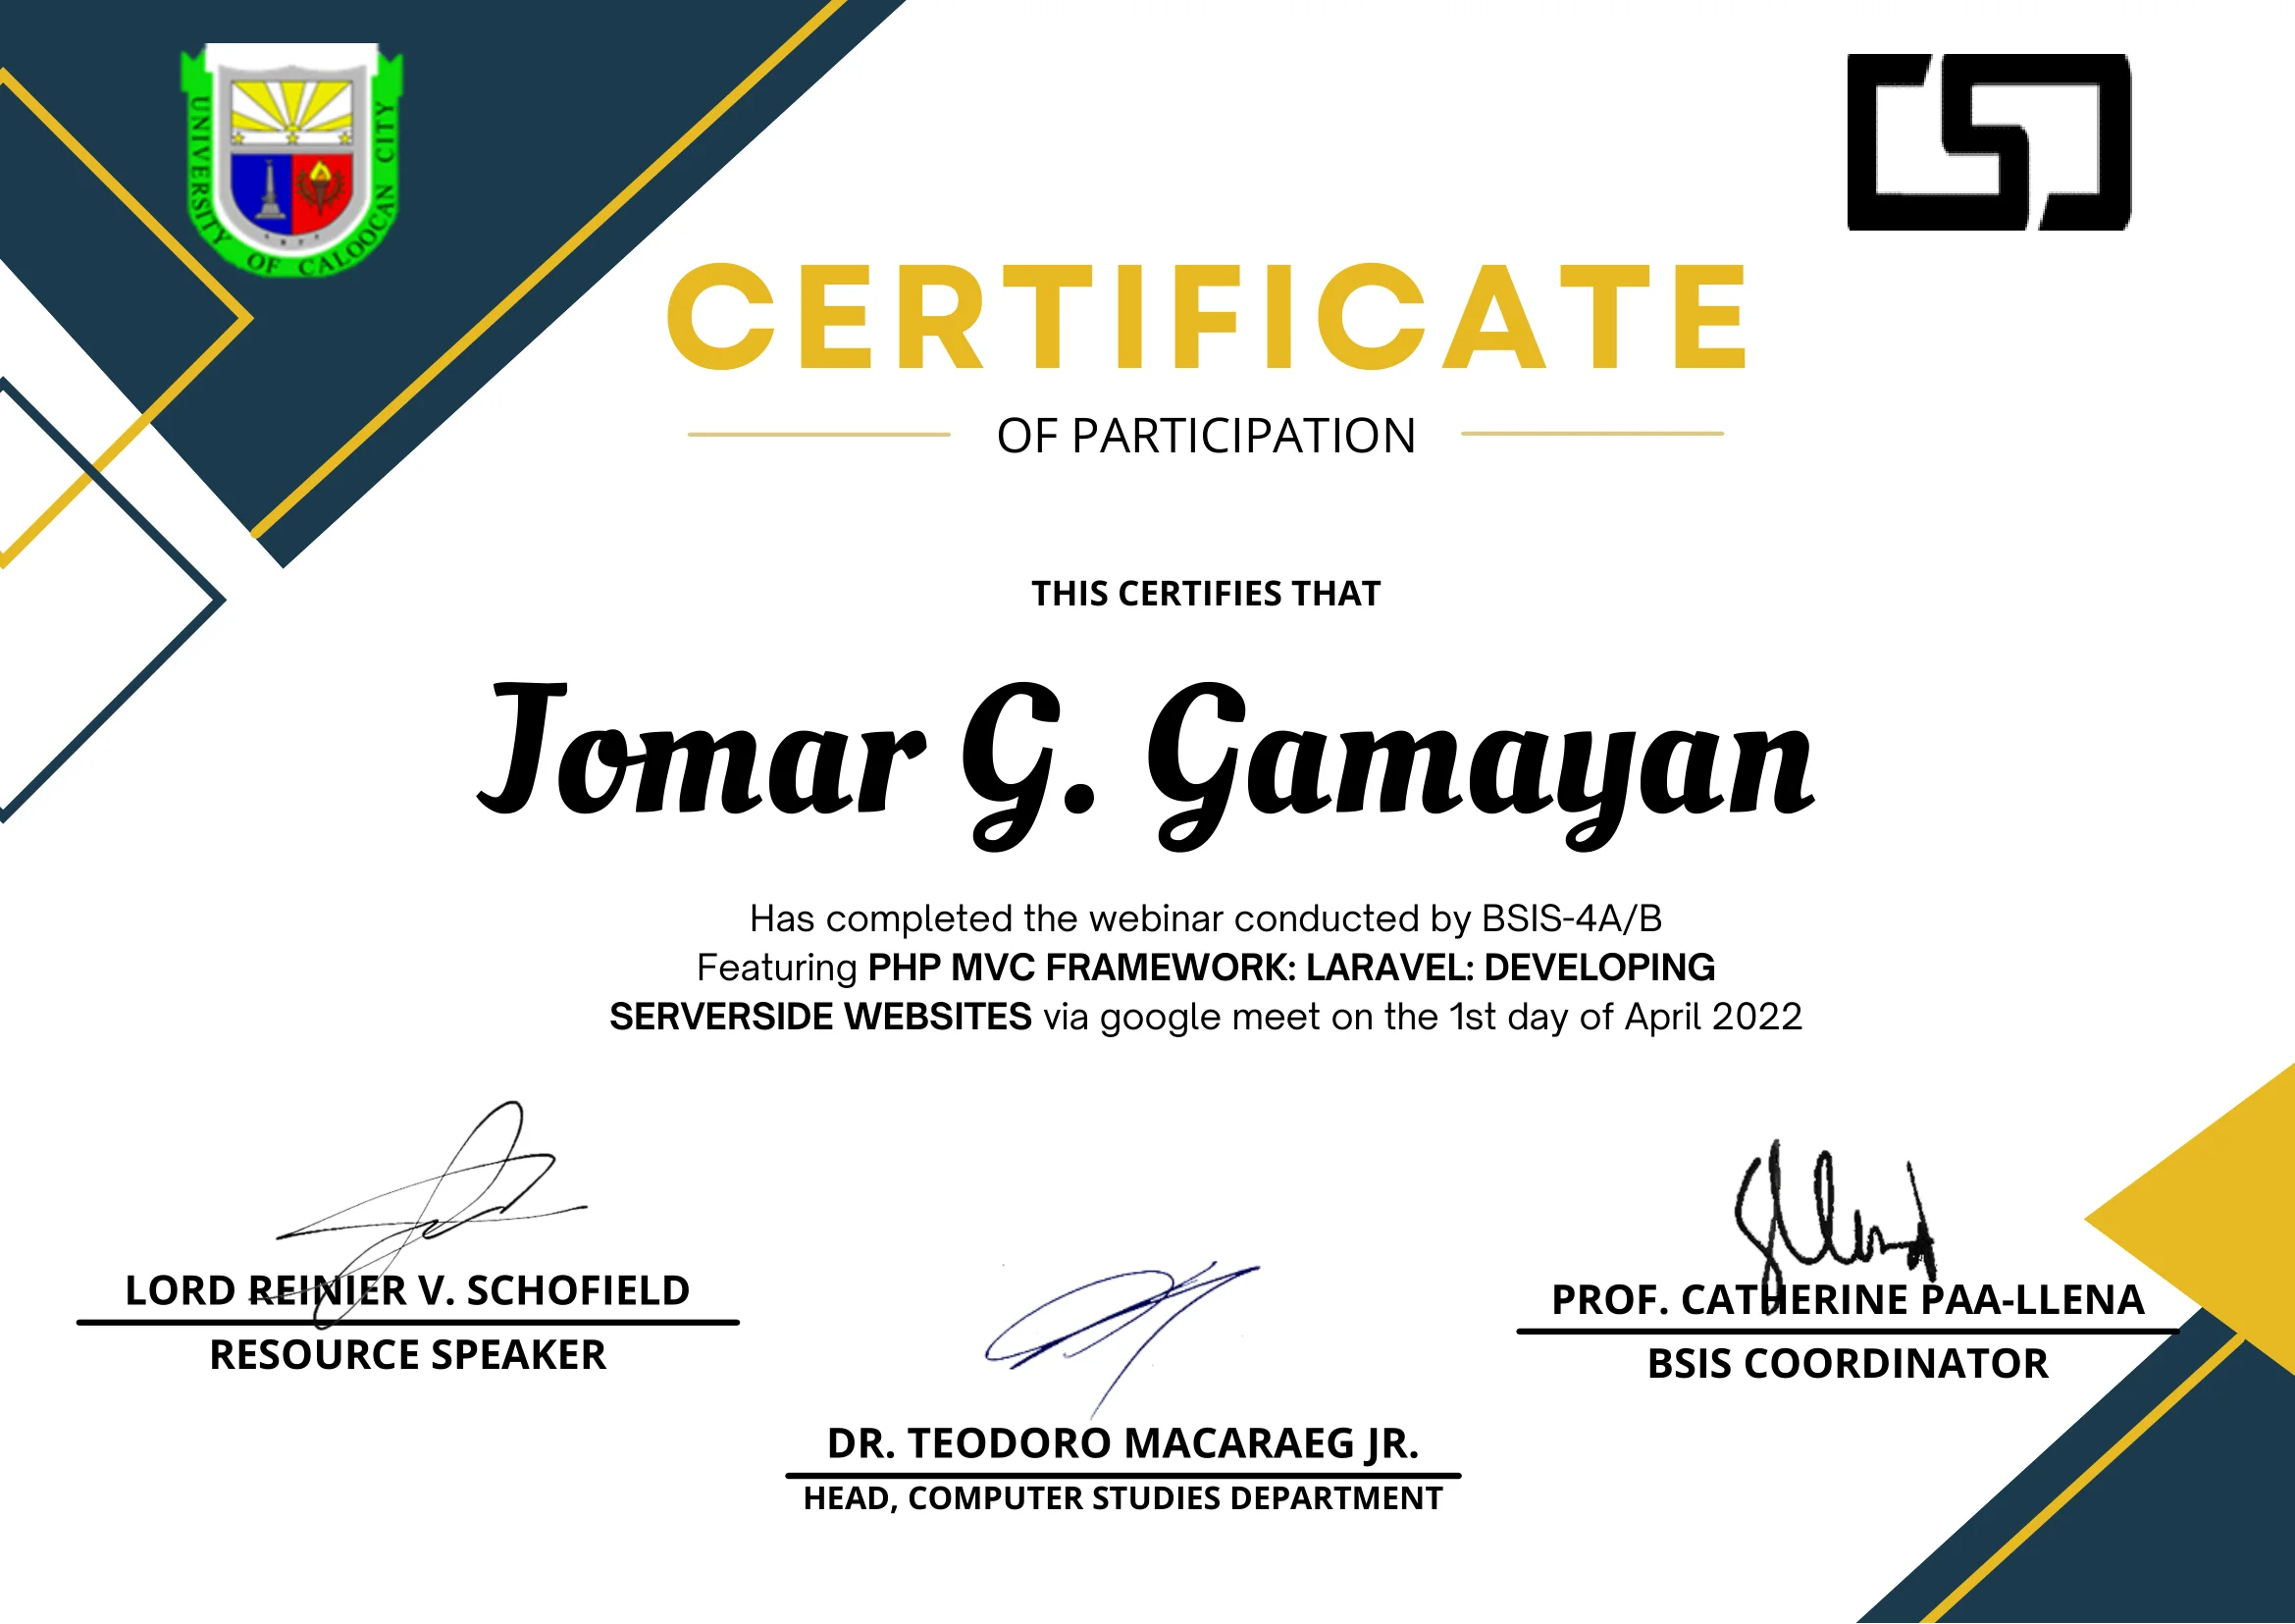 UNIVERSITY OF CALOOCAN CITY
CSD
CERTIFICATE
OF PARTICIPATION
THIS CERTIFIES THAT
Jomar G. Gamayan
Has completed the webinar conducted by BSIS-4A/B
Featuring PHP MVC FRAMEWORK: LARAVEL: DEVELOPING
SERVERSIDE WEBSITES via google meet on the 1st day of April 2022
LORD REINIER V. SCHOFIELD
RESOURCE SPEAKER
PROF. CATHERINE PAA-LLENA
BSIS COORDINATOR
DR. TEODORO MACARAEG JR.
HEAD, COMPUTER STUDIES DEPARTMENT